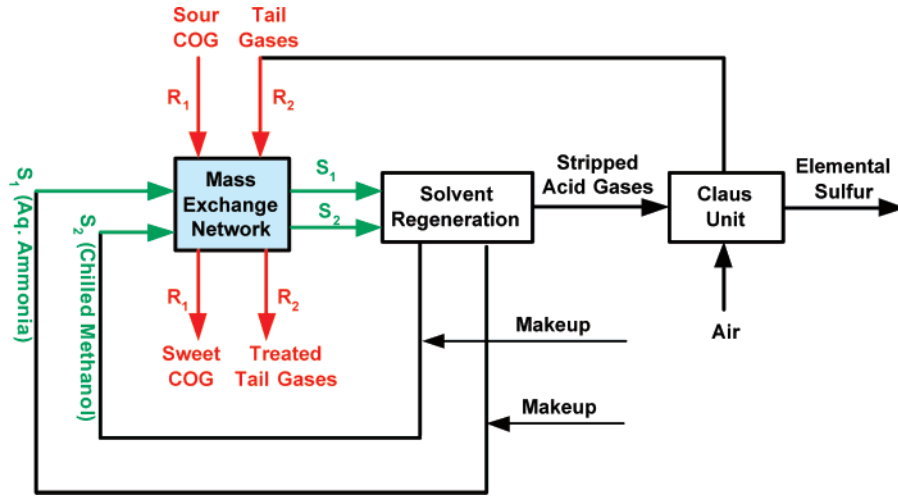 Sour
COG
Tail
Gases
R1
R2
S1 (Aq. Ammonia)
S2 (Chilled Methanol)
Mass
Exchange
Network
S1
S2
Solvent
Regeneration
Stripped
Acid Gases
Claus
Unit
Elemental
Sulfur
R1
R2
Sweet
COG
Treated
Tail Gases
Air
Makeup
Makeup